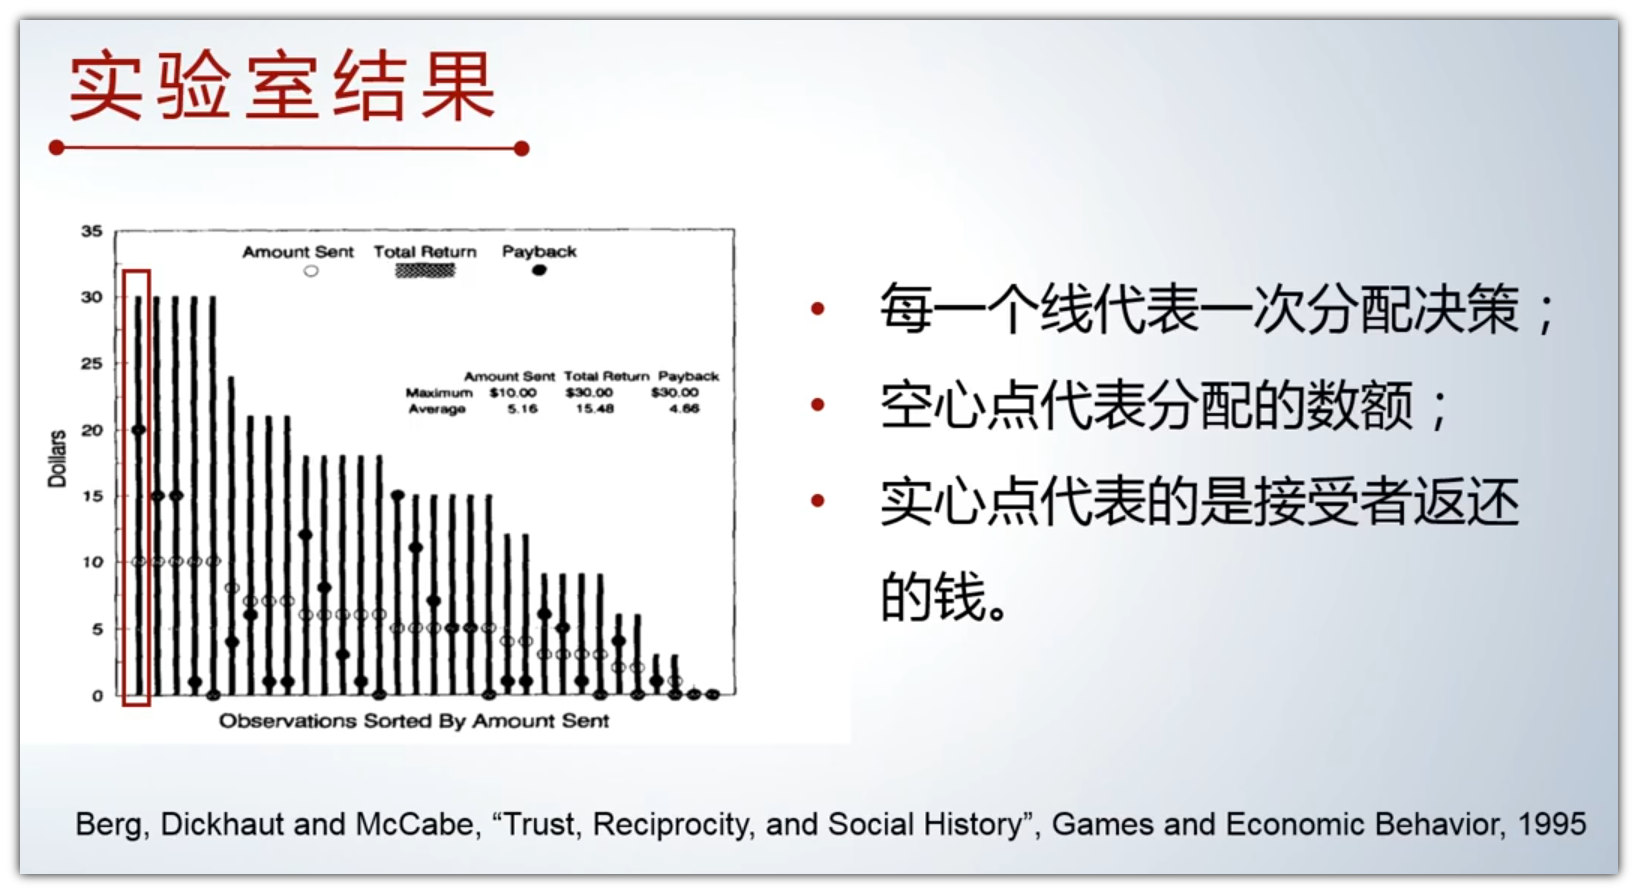 实验室结果
35
Amount Sent Total Return Payback
30
25
Amount Sent Total Return Payback
Maximum $10.00 $30.00 $30.00
Average 5.16 15.48 4.66
20
Dollars
15
10
5
0
Observations Sorted By Amount Sent
每一个线代表一次分配决策；
空心点代表分配的数额；
实心点代表的是接受者返还
的钱。
Berg, Dickhaut and McCabe, “Trust, Reciprocity, and Social History”, Games and Economic Behavior, 1995